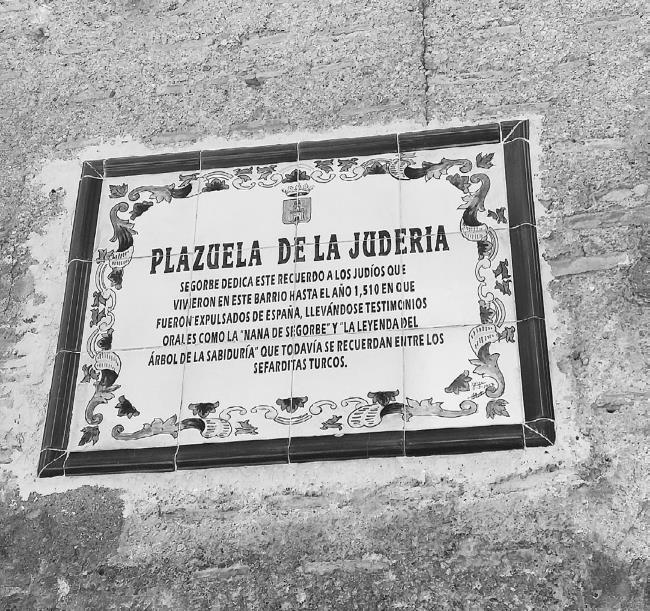 PLAZUELA DE LA JUDERIA
SEGORBE DEDICA ESTE RECUERDO A LOS JUDÍOS QUE
VIVIERON EN ESTE BARRIO HASTA EL AÑO 1,510 EN QUE
FUERON EXPULSADOS DE ESPAÑA, LLEVÁNDOSE TESTIMONIOS
ORALES COMO LA "NANA DE SEGORBE" Y "LA LEYENDA DEL
ÁRBOL DE LA SABIDURÍA" QUE TODAVÍA SE RECUERDAN ENTRE LOS
SEFARDITAS TURCOS.